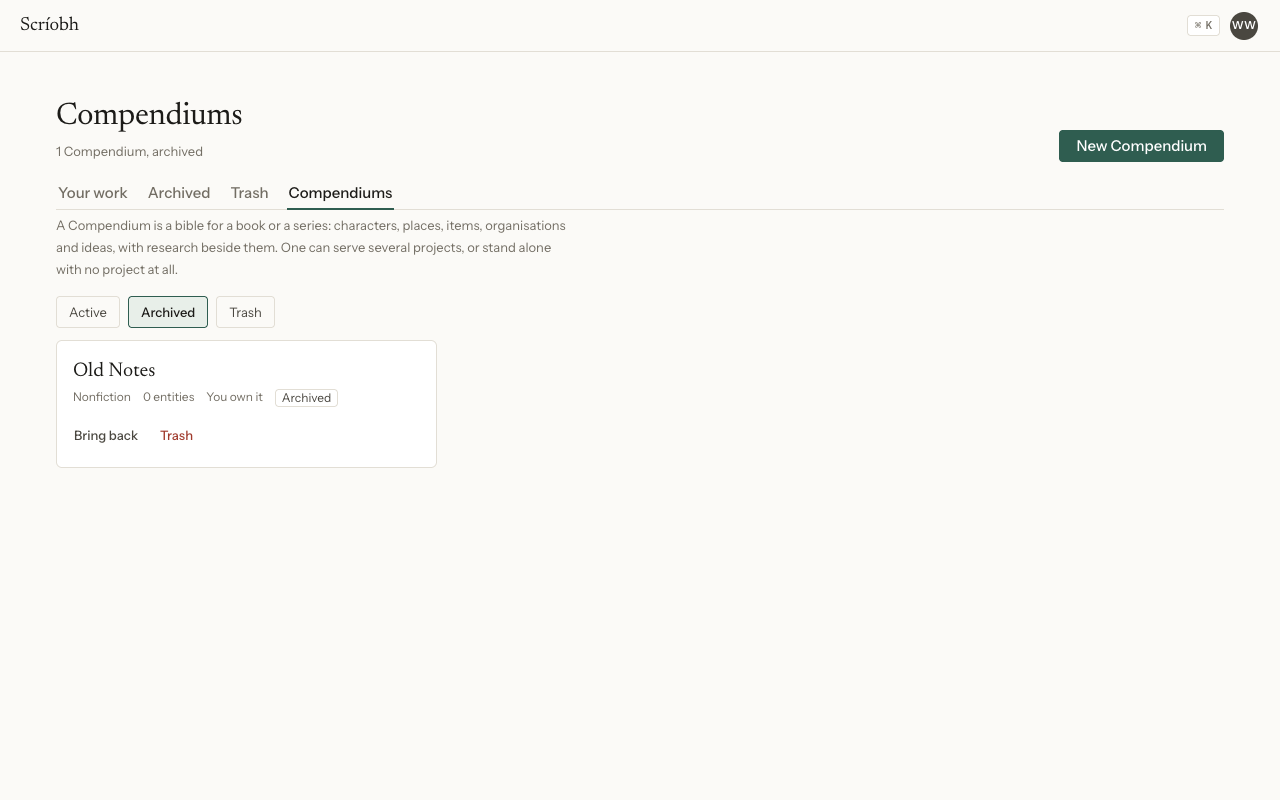 Scríobh
⌘ K
WW
Compendiums
1 Compendium, archived
New Compendium
Your work
Archived
Trash
Compendiums
A Compendium is a bible for a book or a series: characters, places, items, organisations
and ideas, with research beside them. One can serve several projects, or stand alone
with no project at all.
Active
Archived
Trash
Old Notes
Nonfiction 0 entities You own it Archived
Bring back Trash